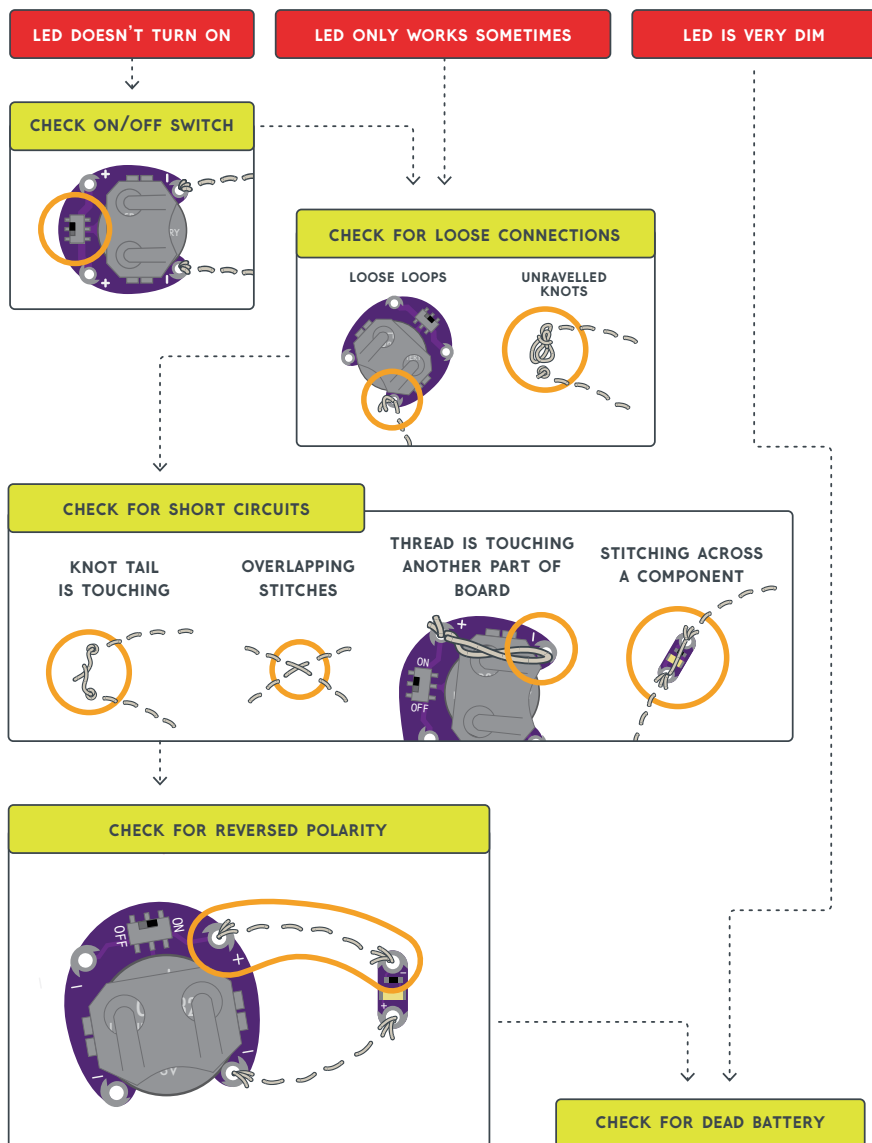 LED DOESN'T TURN ON
LED ONLY WORKS SOMETIMES
LED IS VERY DIM
CHECK ON/OFF SWITCH
+
−
RY
+
−
CHECK FOR LOOSE CONNECTIONS
LOOSE LOOPS
UNRAVELLED
KNOTS
CHECK FOR SHORT CIRCUITS
KNOT TAIL
IS TOUCHING
OVERLAPPING
STITCHES
THREAD IS TOUCHING
ANOTHER PART OF
BOARD
STITCHING ACROSS
A COMPONENT
+
−
ON
OFF
CHECK FOR REVERSED POLARITY
OFF
ON
+
−
−
+
−
−
CHECK FOR DEAD BATTERY